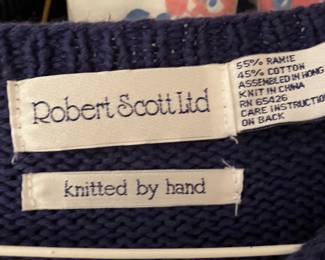 Robert Scott Ltd
knitted by hand
55% RAMIE
45% COTTON
ASSEMBLED IN HONG
KNIT IN CHINA
RN 65426
CARE INSTRUCTION
ON BACK